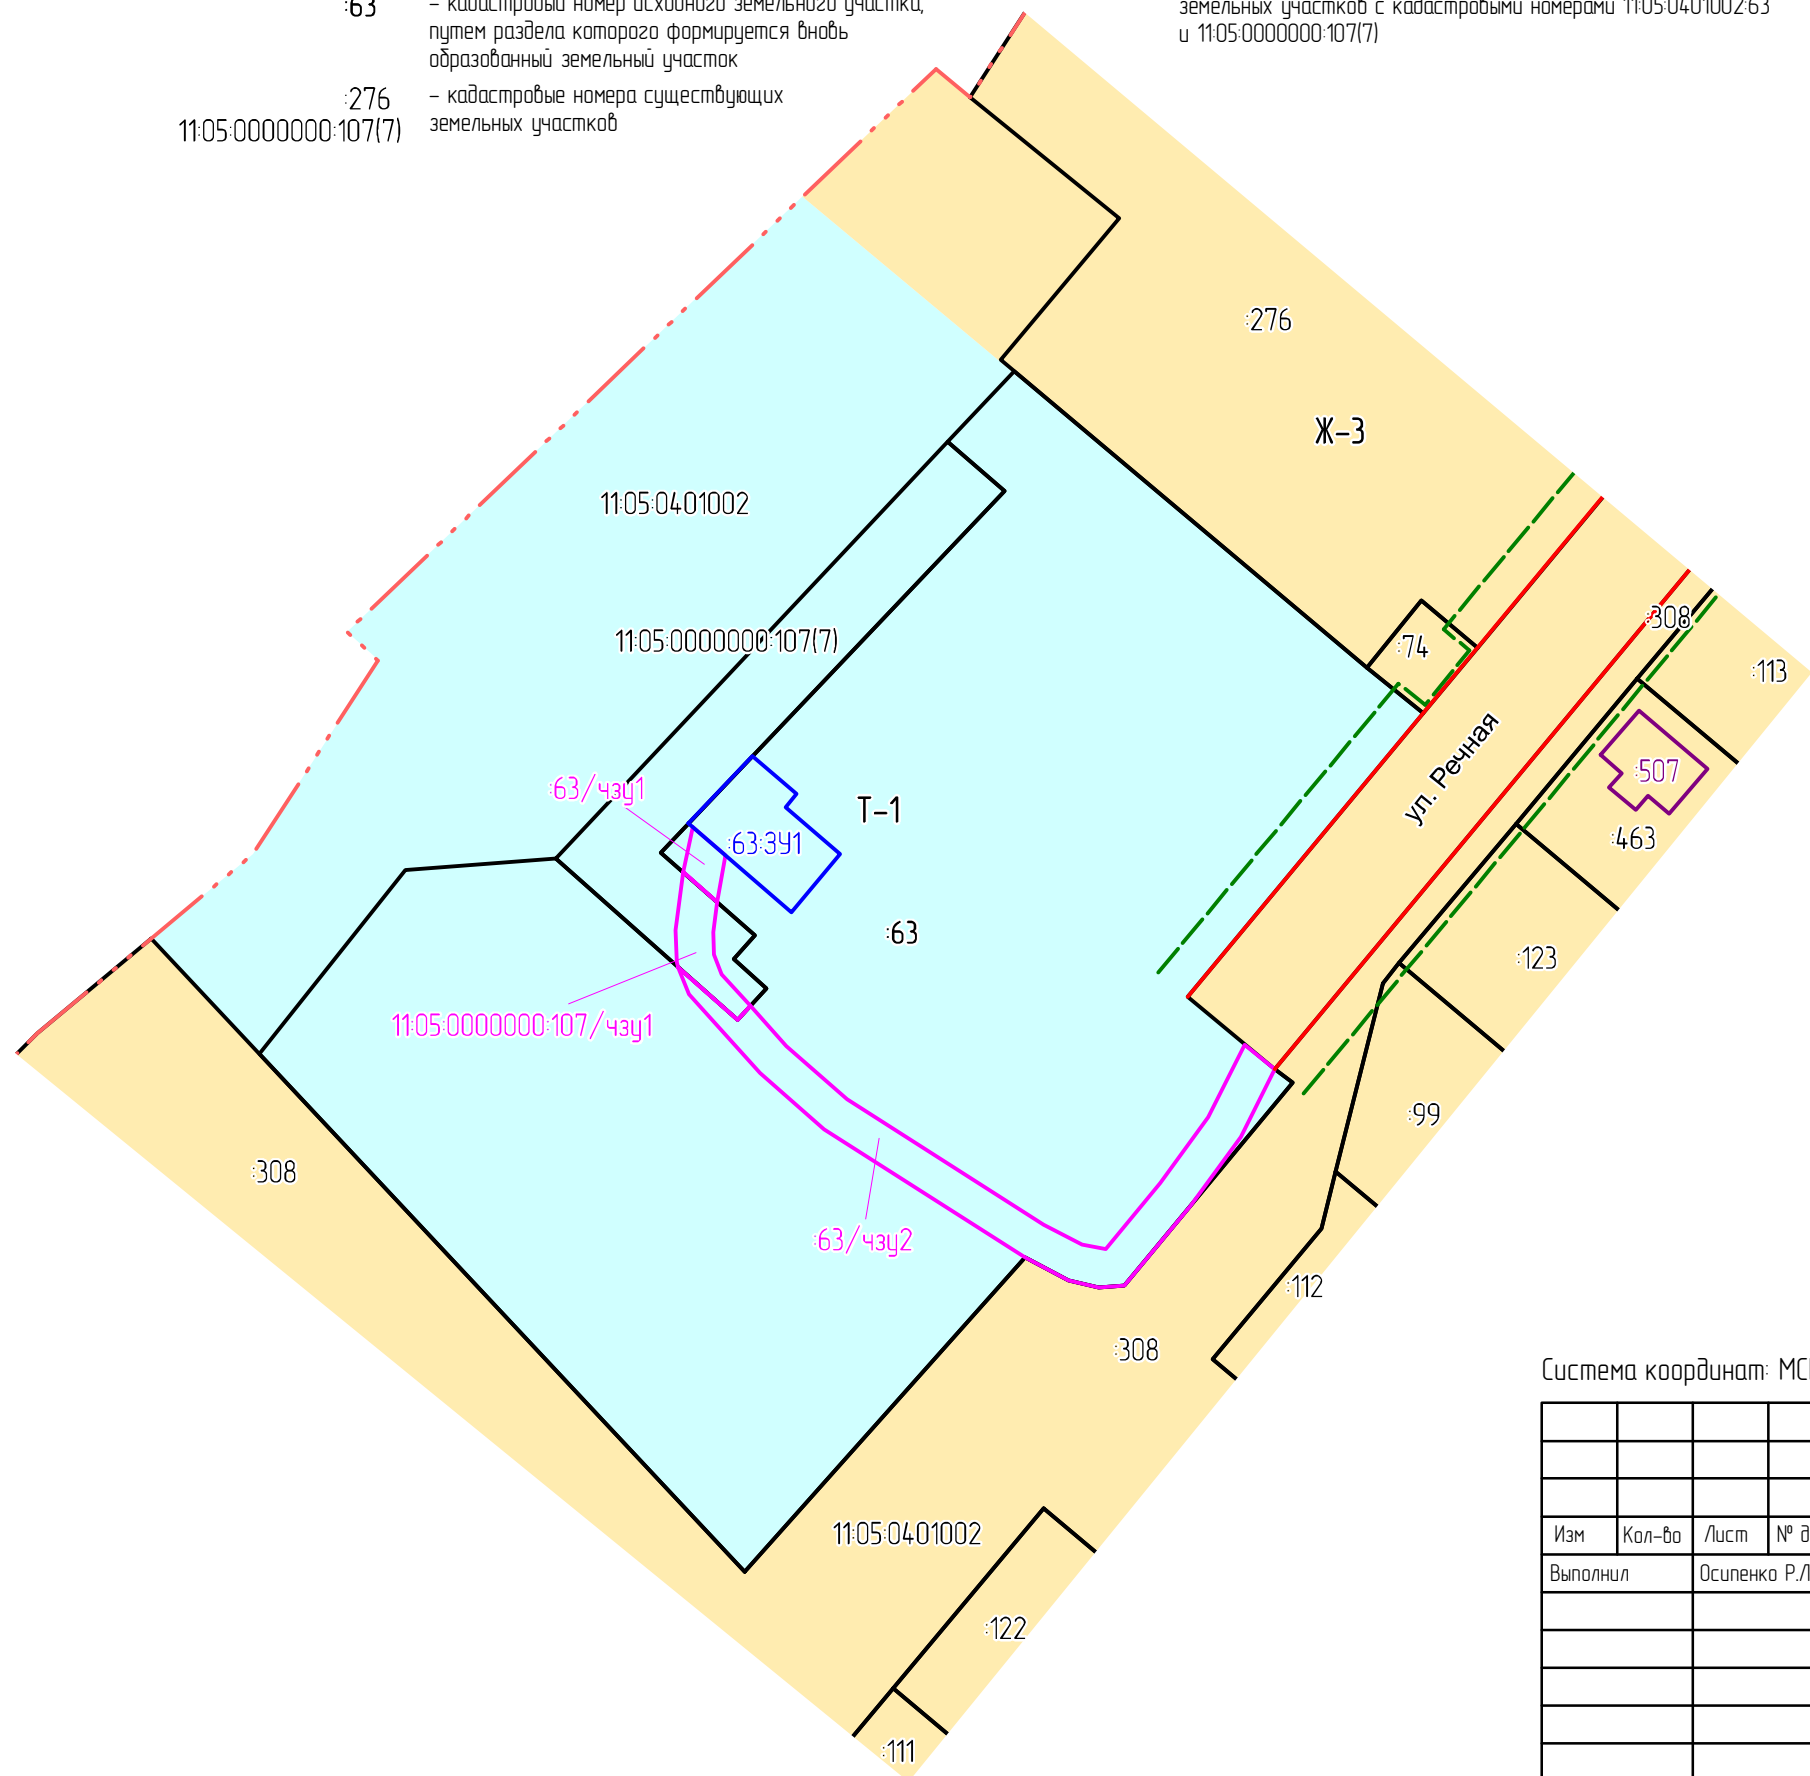 :63
– кадастровый номер исходного земельного участка,
путем раздела которого формируется вновь
образованный земельный участок
:276
11:05:0000000:107(7)
– кадастровые номера существующих
земельных участков
земельных участков с кадастровыми номерами 11:05:0401002:63
и 11:05:0000000:107(7)
:276
Ж-3
11:05:0401002
11:05:0000000:107(7)
:308
:74
:113
ул. Речная
:507
:63/чзу1
Т-1
:63:ЗУ1
:463
:63
:123
11:05:0000000:107/чзу1
:99
:308
:63/чзу2
:112
:308
Система координат: МС
11:05:0401002
Изм
Кол-во
Лист
№ д
Выполнил
Осипенко Р.Л
:122
:111